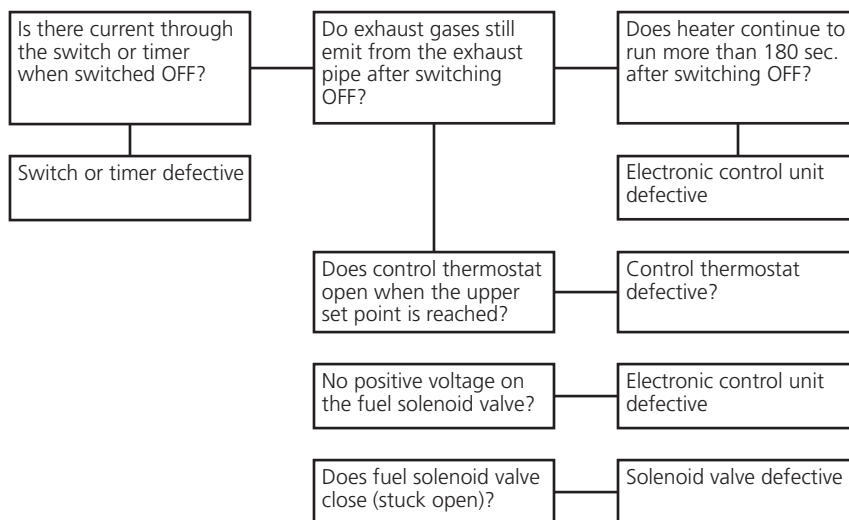 Is there current through
the switch or timer
when switched OFF?
Do exhaust gases still
emit from the exhaust
pipe after switching
OFF?
Does heater continue to
run more than 180 sec.
after switching OFF?
Switch or timer defective
Electronic control unit
defective
Does control thermostat
open when the upper
set point is reached?
Control thermostat
defective?
No positive voltage on
the fuel solenoid valve?
Electronic control unit
defective
Does fuel solenoid valve
close (stuck open)?
Solenoid valve defective